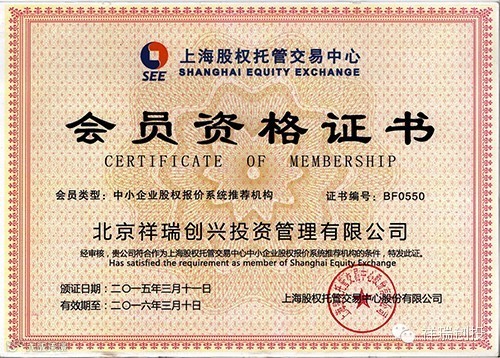 上海股权托管交易中心
SEE SHANGHAI EQUITY EXCHANGE
会员资格证书
CERTIFICATE OF MEMBERSHIP
会员类型：中小企业股权报价系统推荐机构 证书编号：BF0550
北京祥瑞创兴投资管理有限公司
经审核，贵公司符合作为上海股权托管交易中心中小企业股权报价系统推荐机构的条件，特发此证。
Has satisfied the requirement as member of Shanghai Equity Exchange
颁证日期：二〇一五年三月十一日
有效期至：二〇一六年三月十日 上海股权托管交易中心股份有限公司
祥瑞创投